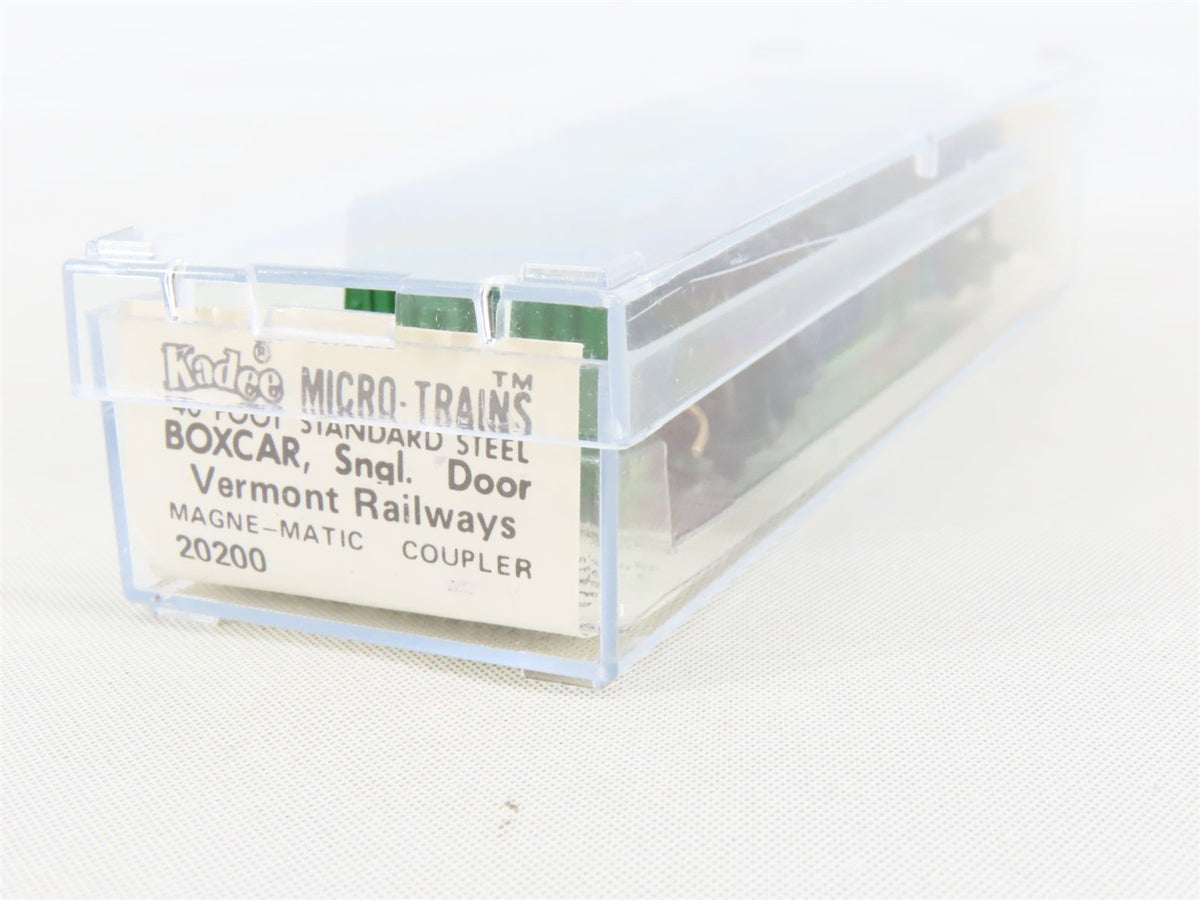 Kadee® MICRO-TRAINS™
40 FOOT STANDARD STEEL
BOXCAR, Sngl. Door
Vermont Railways
MAGNE-MATIC COUPLER
20200